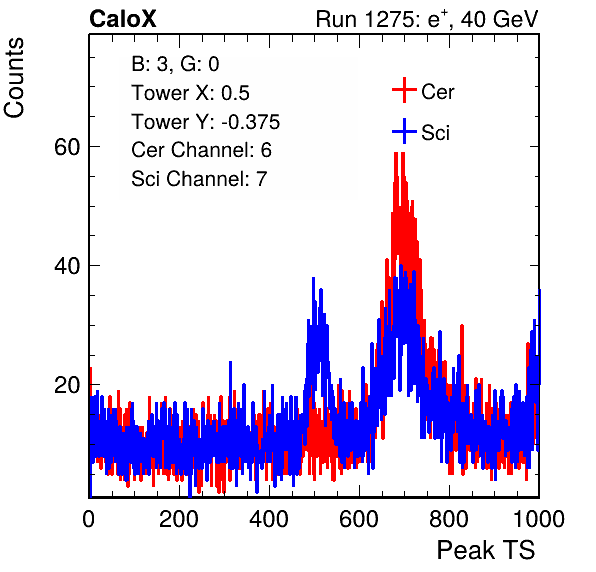 CaloX
Run 1275: e+, 40 GeV
Counts
B: 3, G: 0
Tower X: 0.5
Tower Y: -0.375
Cer Channel: 6
Sci Channel: 7
Cer
Sci
60
40
20
0 200 400 600 800 1000
Peak TS